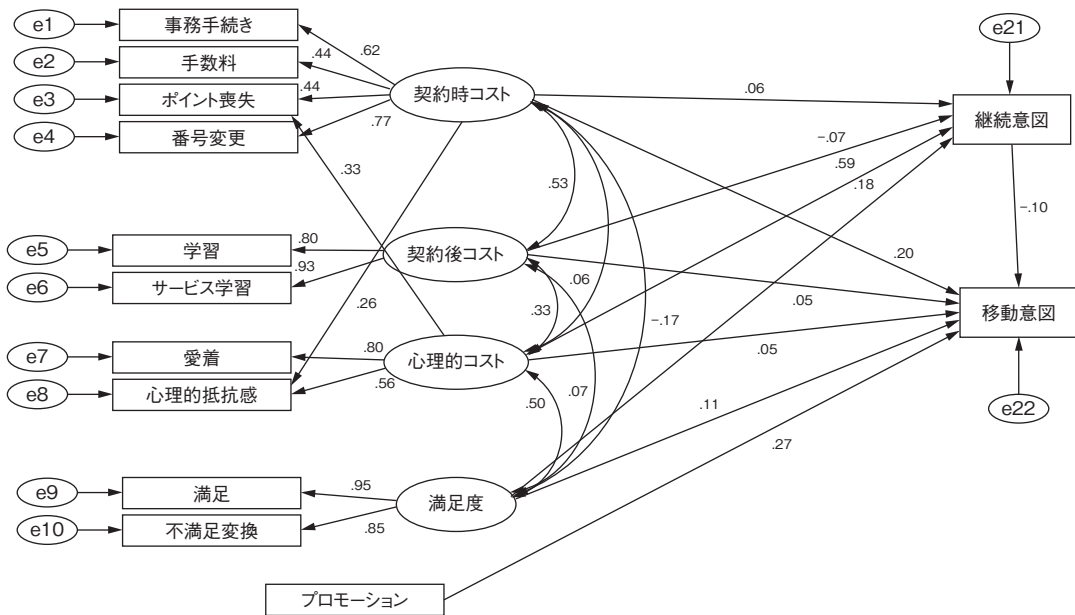 e1
事務手続き
e2
手数料
e3
ポイント喪失
e4
番号変更
.62
.44
.44
.77
契約時コスト
.06
e21
継続意図
-.07
.59
.18
.33
.53
-.10
e5
学習
e6
サービス学習
.80
.93
契約後コスト
.06
.20
.26
.33
-.17
.05
移動意図
e7
愛着
e8
心理的抵抗感
.80
.56
心理的コスト
.05
.50
.07
.11
e22
.27
e9
満足
e10
不満足変換
.95
.85
満足度
プロモーション